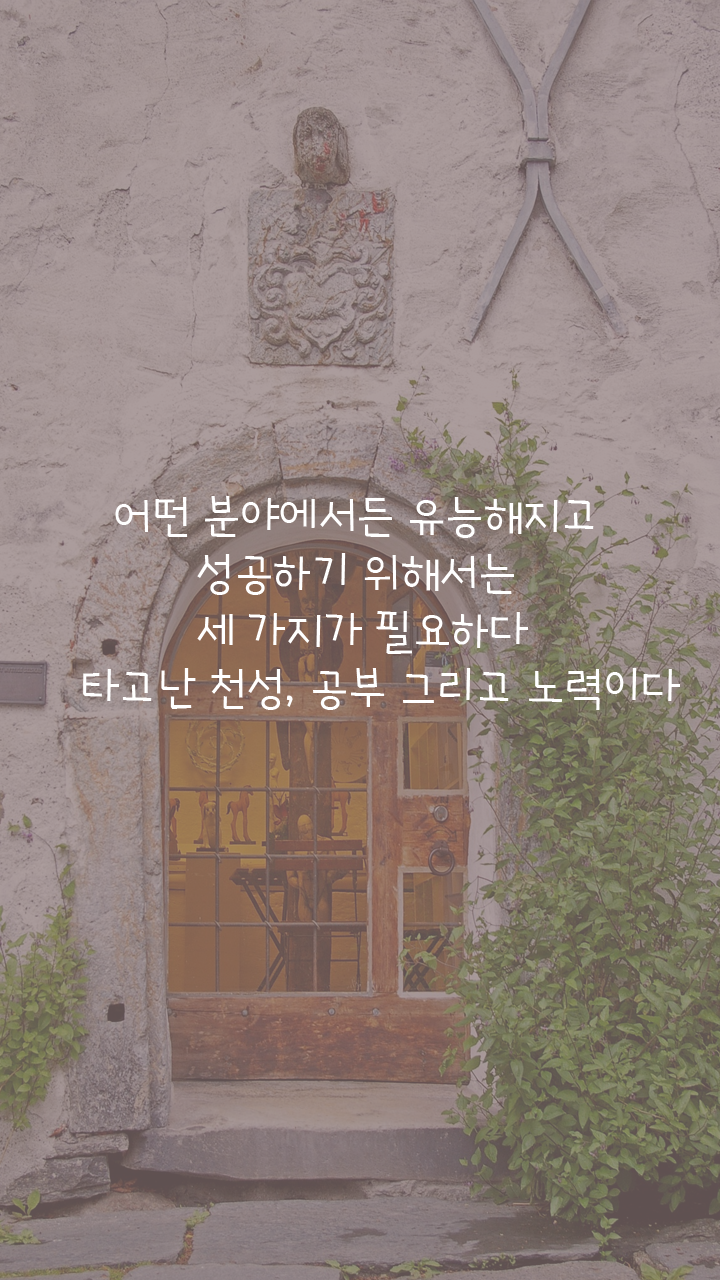 어떤 분야에서든 유능해지고
성공하기 위해서는
세 가지가 필요하다
타고난 천성, 공부 그리고 노력이다